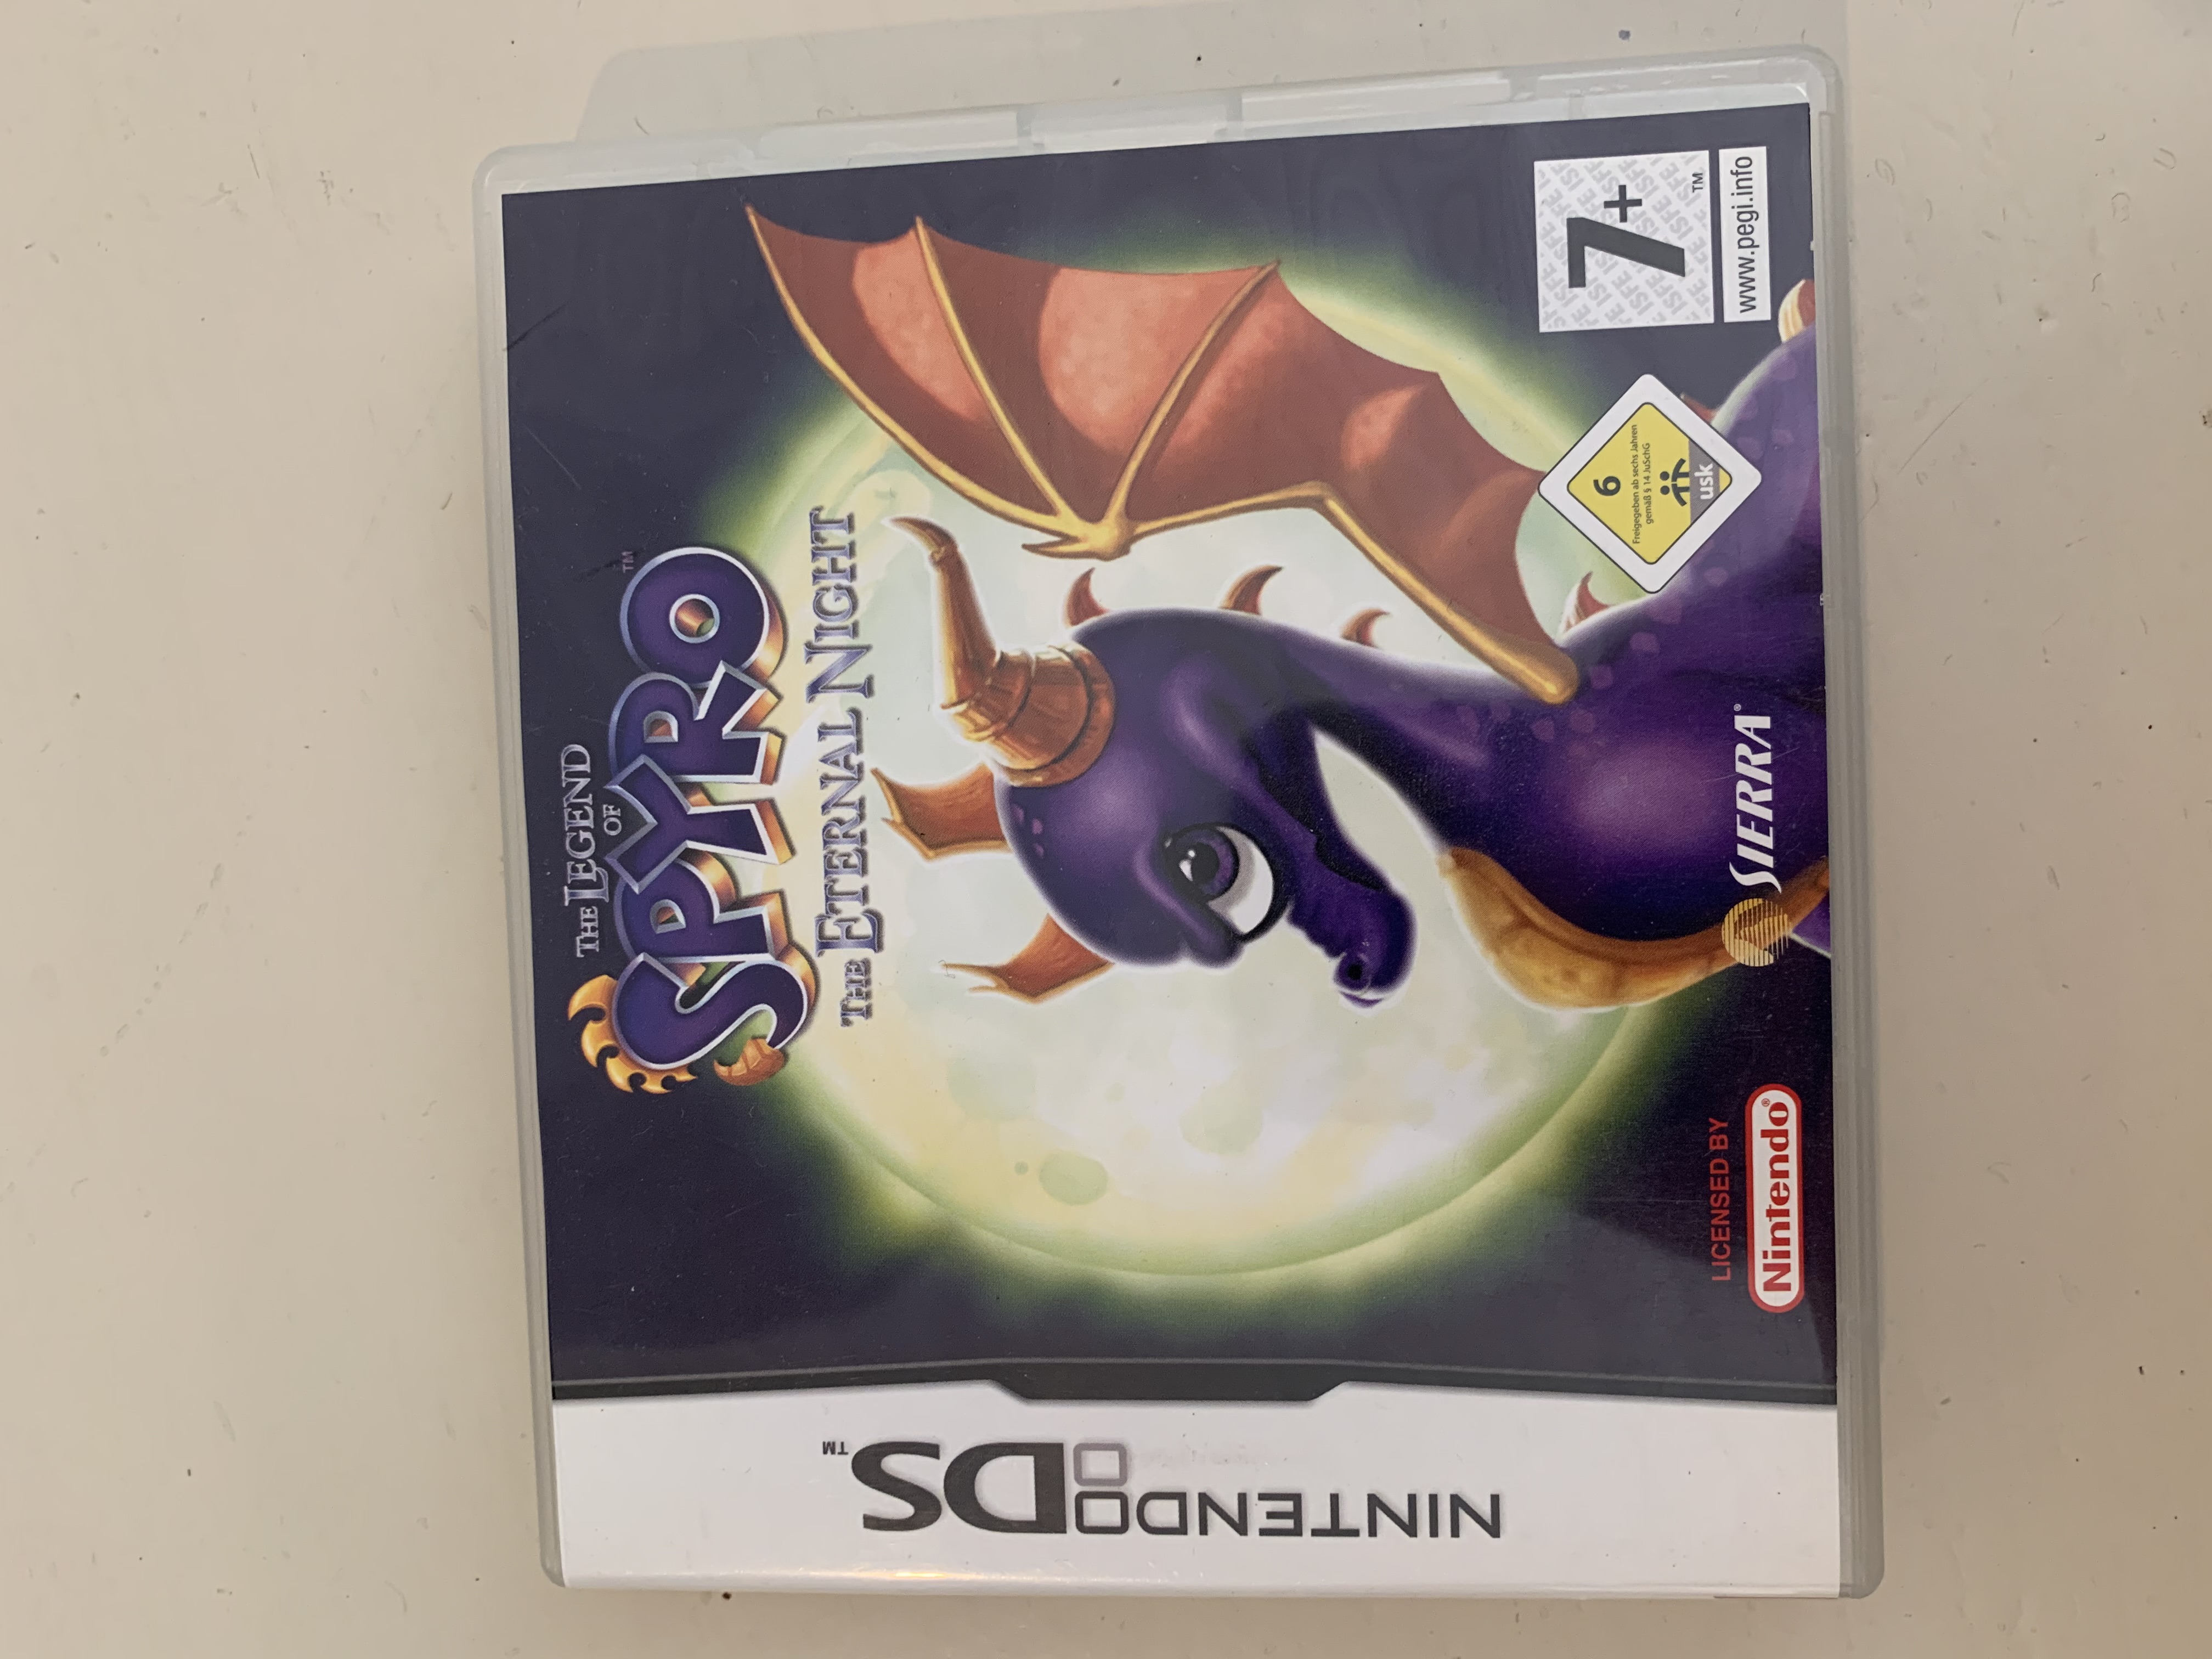 THE LEGEND
OF
SPYRO™
THE ETERNAL NIGHT
NINTENDO DS™
6
Freigegeben ab sechs Jahren
gemäß § 14 JuSchG
usk
7+
™
www.pegi.info
LICENSED BY
Nintendo®
SIERRA®